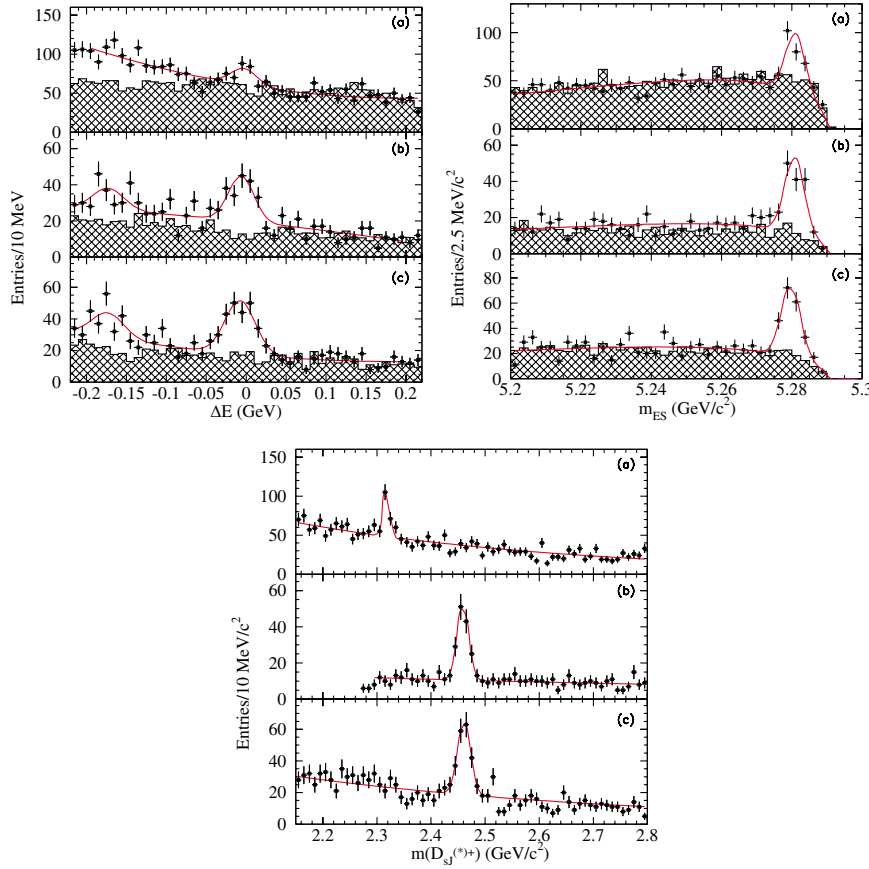 150
100
50
0
(a)
60
40
20
0
(b)
80
60
40
20
0
(c)
Entries/10 MeV
-0.2 -0.15 -0.1 -0.05 0 0.05 0.1 0.15 0.2
ΔE (GeV)
100
50
0
(a)
60
40
20
0
(b)
80
60
40
20
0
(c)
Entries/2.5 MeV/c²
5.2 5.22 5.24 5.26 5.28 5.3
m_ES (GeV/c²)
150
100
50
0
(a)
60
40
20
0
(b)
60
40
20
0
(c)
Entries/10 MeV/c²
2.2 2.3 2.4 2.5 2.6 2.7 2.8
m(D_sJ^(*)+) (GeV/c²)